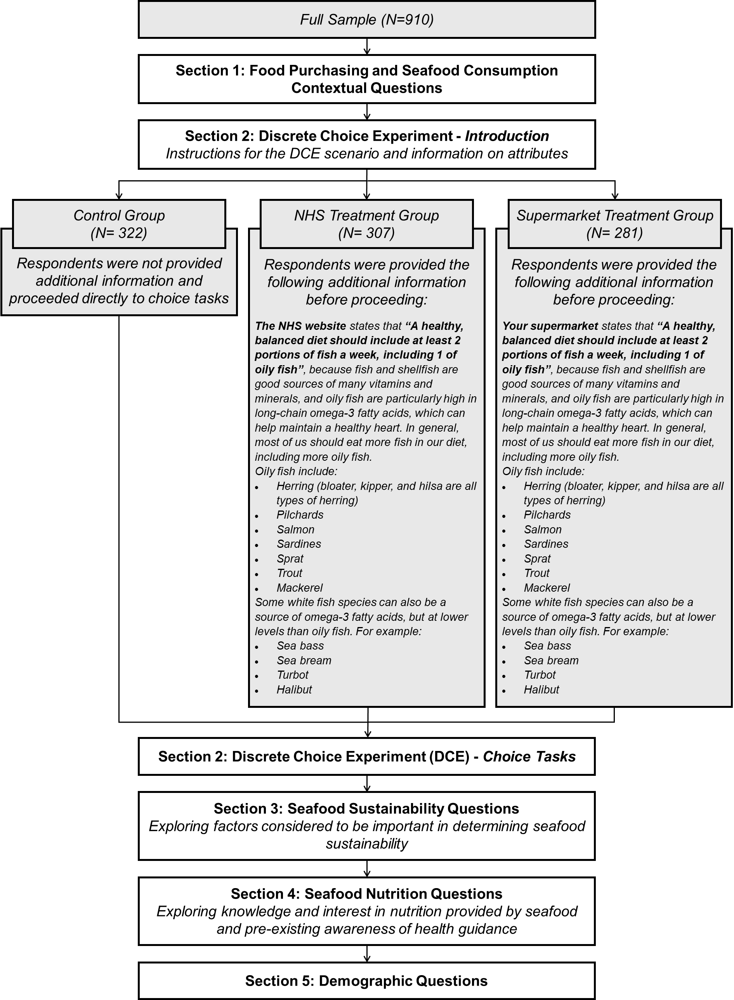 Full Sample (N=910)
Section 1: Food Purchasing and Seafood Consumption
Contextual Questions
Section 2: Discrete Choice Experiment - Introduction
Instructions for the DCE scenario and information on attributes
Control Group
(N= 322)
Respondents were not provided
additional information and
proceeded directly to choice tasks
NHS Treatment Group
(N= 307)
Respondents were provided the
following additional information
before proceeding:
The NHS website states that “A healthy,
balanced diet should include at least 2
portions of fish a week, including 1 of
oily fish”, because fish and shellfish are
good sources of many vitamins and
minerals, and oily fish are particularly high in
long-chain omega-3 fatty acids, which can
help maintain a healthy heart. In general,
most of us should eat more fish in our diet,
including more oily fish.
Oily fish include:
• Herring (bloater, kipper, and hilsa are all
types of herring)
• Pilchards
• Salmon
• Sardines
• Sprat
• Trout
• Mackerel
Some white fish species can also be a
source of omega-3 fatty acids, but at lower
levels than oily fish. For example:
• Sea bass
• Sea bream
• Turbot
• Halibut
Supermarket Treatment Group
(N= 281)
Respondents were provided the
following additional information
before proceeding:
Your supermarket states that “A healthy,
balanced diet should include at least 2
portions of fish a week, including 1 of
oily fish”, because fish and shellfish are
good sources of many vitamins and
minerals, and oily fish are particularly high in
long-chain omega-3 fatty acids, which can
help maintain a healthy heart. In general,
most of us should eat more fish in our diet,
including more oily fish.
Oily fish include:
• Herring (bloater, kipper, and hilsa are all
types of herring)
• Pilchards
• Salmon
• Sardines
• Sprat
• Trout
• Mackerel
Some white fish species can also be a
source of omega-3 fatty acids, but at lower
levels than oily fish. For example:
• Sea bass
• Sea bream
• Turbot
• Halibut
Section 2: Discrete Choice Experiment (DCE) - Choice Tasks
Section 3: Seafood Sustainability Questions
Exploring factors considered to be important in determining seafood
sustainability
Section 4: Seafood Nutrition Questions
Exploring knowledge and interest in nutrition provided by seafood
and pre-existing awareness of health guidance
Section 5: Demographic Questions